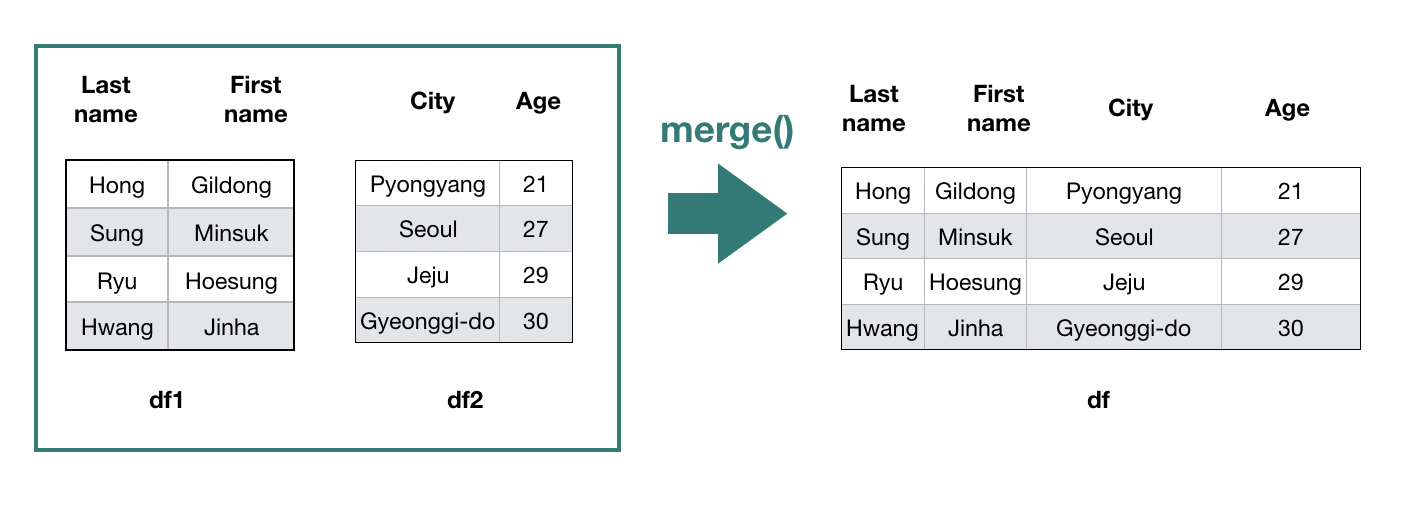 Last name First name
Hong Gildong
Sung Minsuk
Ryu Hoesung
Hwang Jinha
df1
City Age
Pyongyang 21
Seoul 27
Jeju 29
Gyeonggi-do 30
df2
merge()
Last name First name City Age
Hong Gildong Pyongyang 21
Sung Minsuk Seoul 27
Ryu Hoesung Jeju 29
Hwang Jinha Gyeonggi-do 30
df